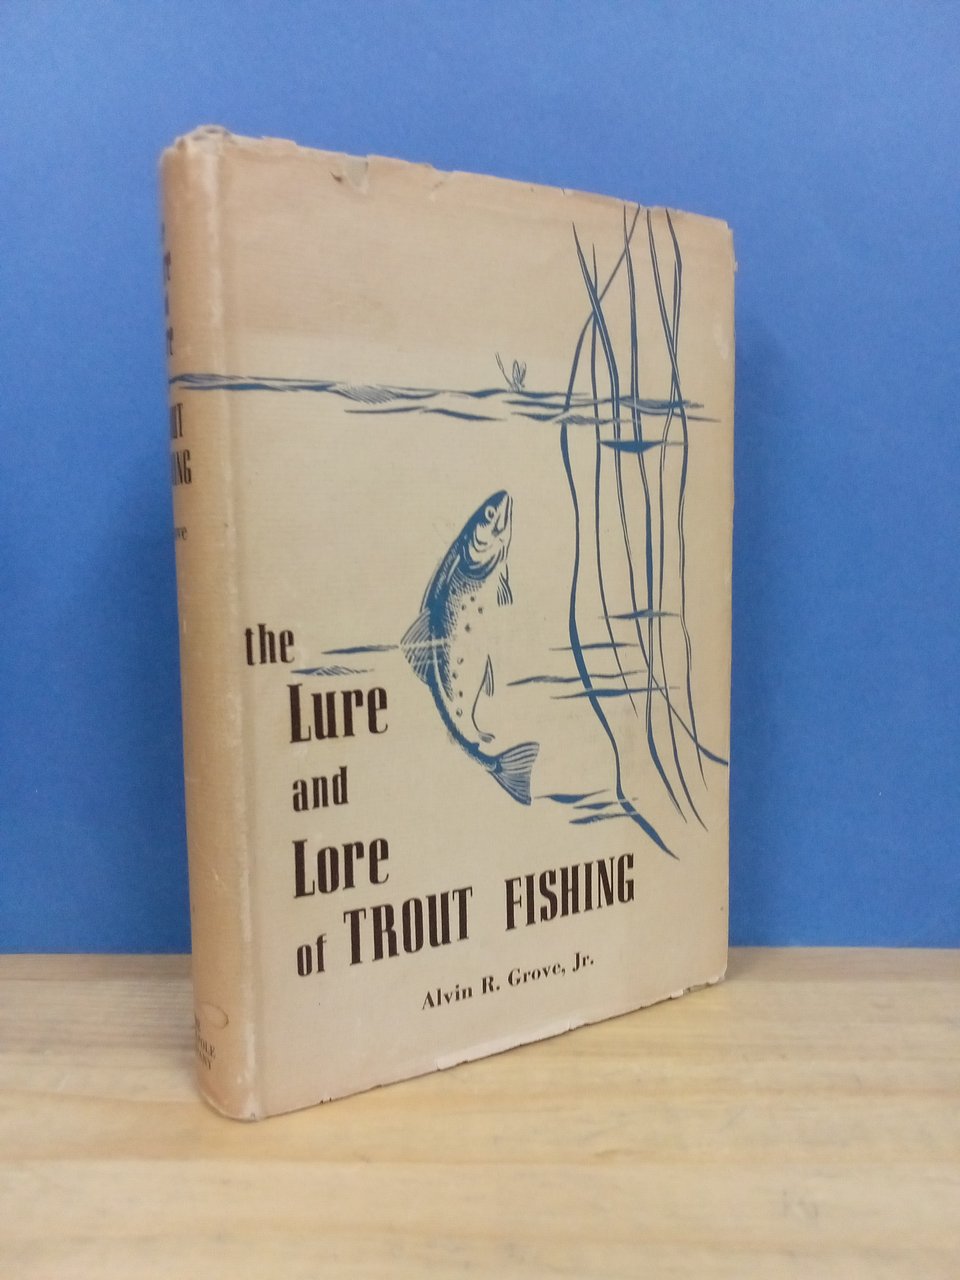 the
Lure
and
Lore
of TROUT FISHING
Alvin R. Grove, Jr.